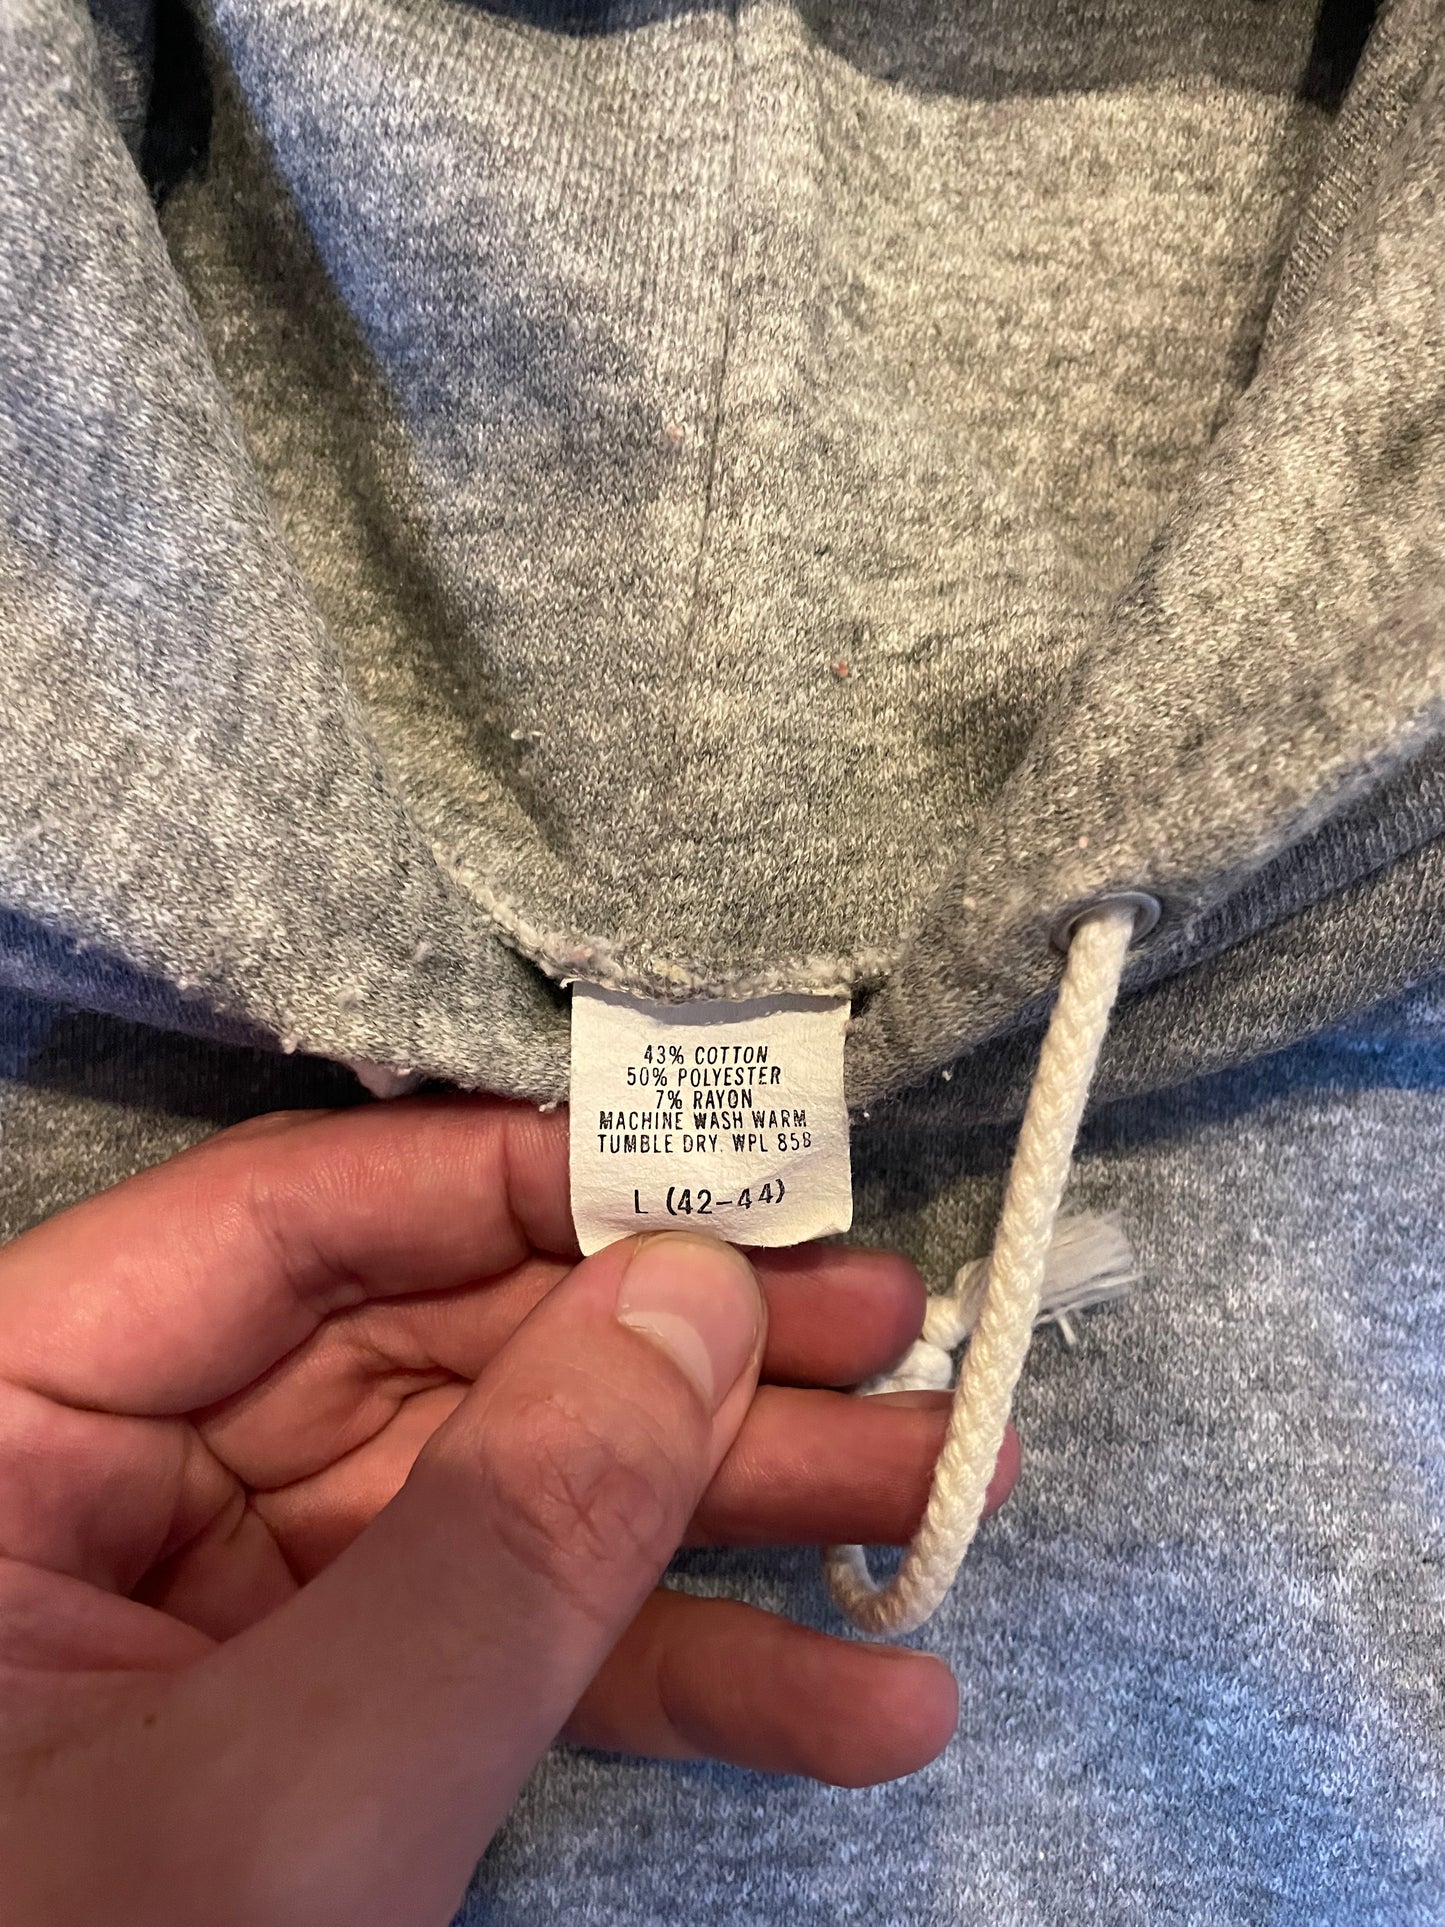 43% COTTON
50% POLYESTER
7% RAYON
MACHINE WASH WARM
TUMBLE DRY. WPL 858
L (42-44)